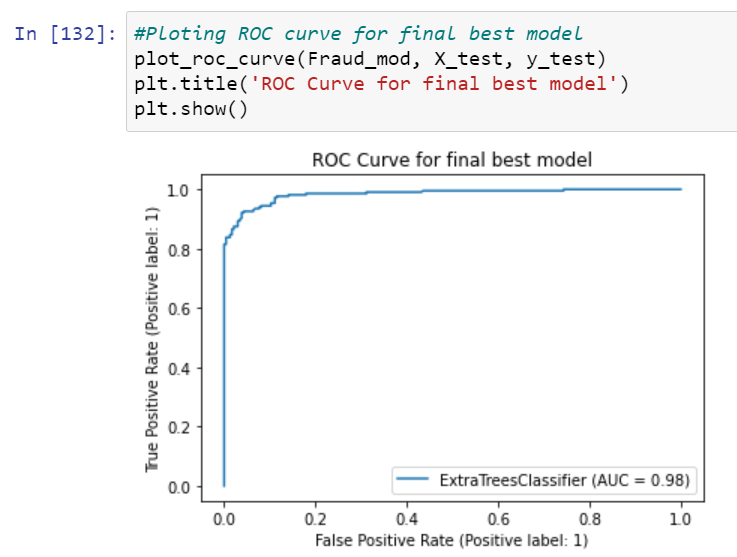 In [132]: #Ploting ROC curve for final best model
plot_roc_curve(Fraud_mod, X_test, y_test)
plt.title('ROC Curve for final best model')
plt.show()
ROC Curve for final best model
True Positive Rate (Positive label: 1)
1.0
0.8
0.6
0.4
0.2
0.0
ExtraTreesClassifier (AUC = 0.98)
0.0 0.2 0.4 0.6 0.8 1.0
False Positive Rate (Positive label: 1)